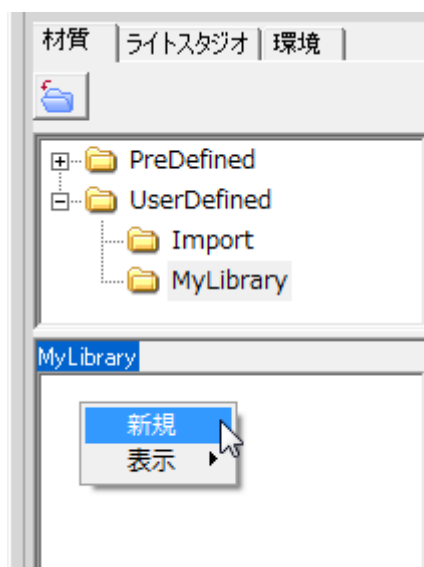 材質 ライトスタジオ 環境
PreDefined
UserDefined
Import
MyLibrary
MyLibrary
新規
表示